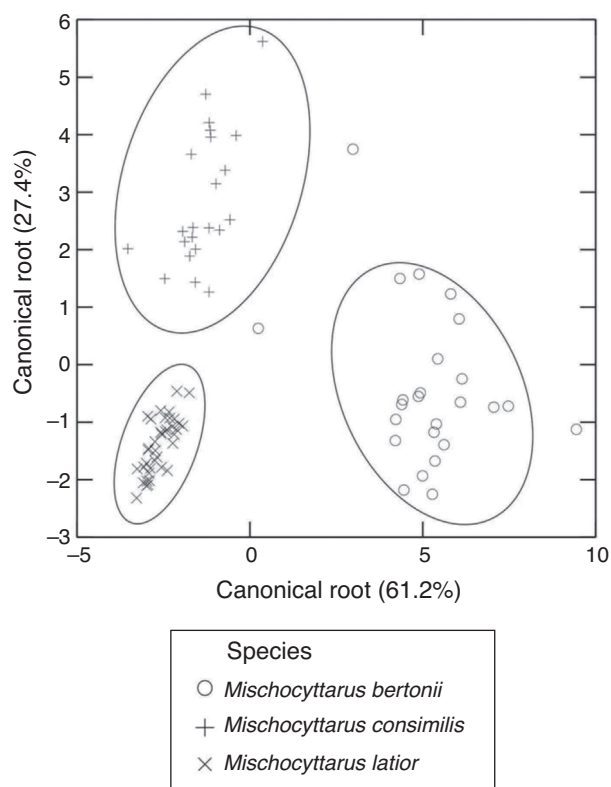 6
5
4
3
2
1
0
–1
–2
–3
Canonical root (27.4%)
–5
0
5
10
Canonical root (61.2%)
Species
Mischocyttarus bertonii
Mischocyttarus consimilis
Mischocyttarus latior